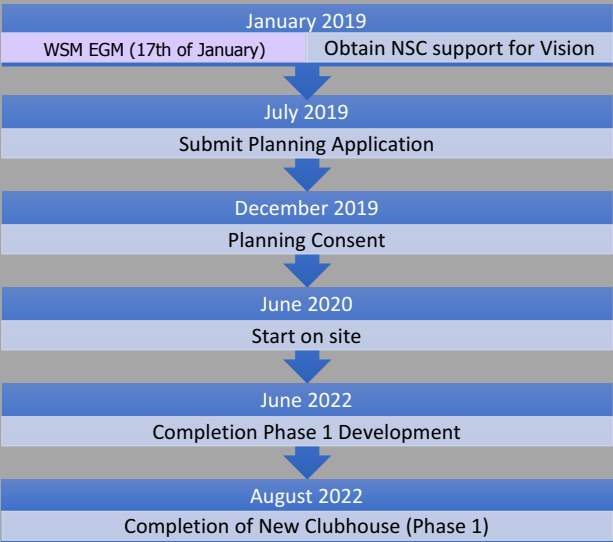 January 2019
WSM EGM (17th of January) Obtain NSC support for Vision
July 2019
Submit Planning Application
December 2019
Planning Consent
June 2020
Start on site
June 2022
Completion Phase 1 Development
August 2022
Completion of New Clubhouse (Phase 1)